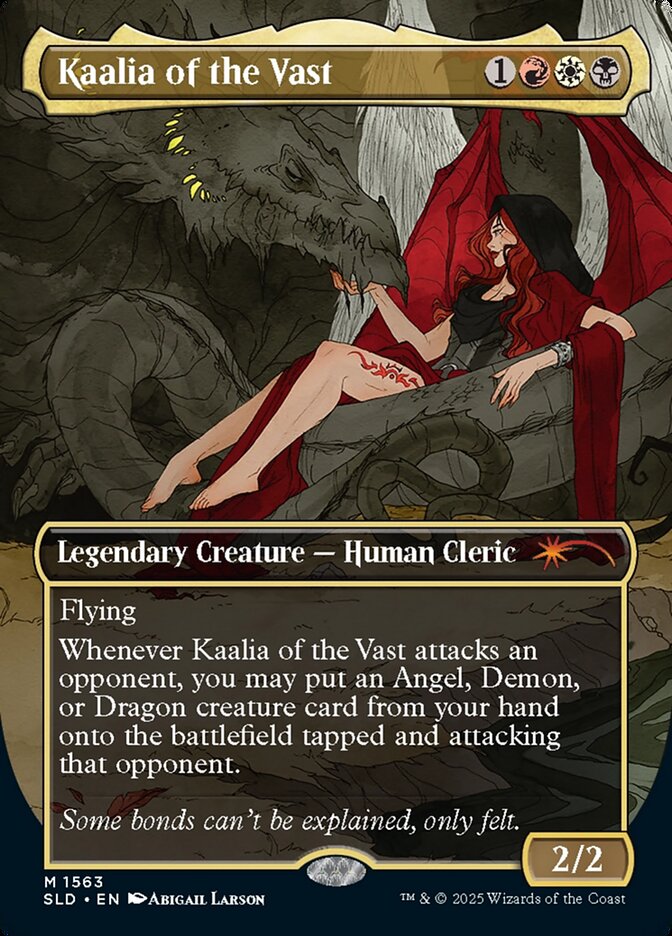 Kaalia of the Vast 1
Legendary Creature — Human Cleric
Flying
Whenever Kaalia of the Vast attacks an
opponent, you may put an Angel, Demon,
or Dragon creature card from your hand
onto the battlefield tapped and attacking
that opponent.
Some bonds can't be explained, only felt.
2/2
M 1563
SLD • EN Abigail Larson
™ & © 2025 Wizards of the Coast